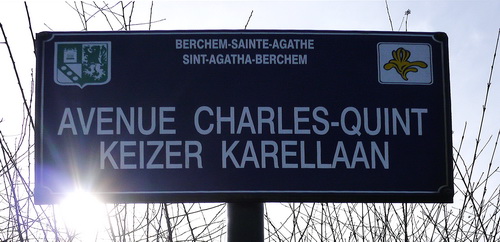 BERCHEM-SAINTE-AGATHE
SINT-AGATHA-BERCHEM
AVENUE CHARLES-QUINT
KEIZER KARELLAAN